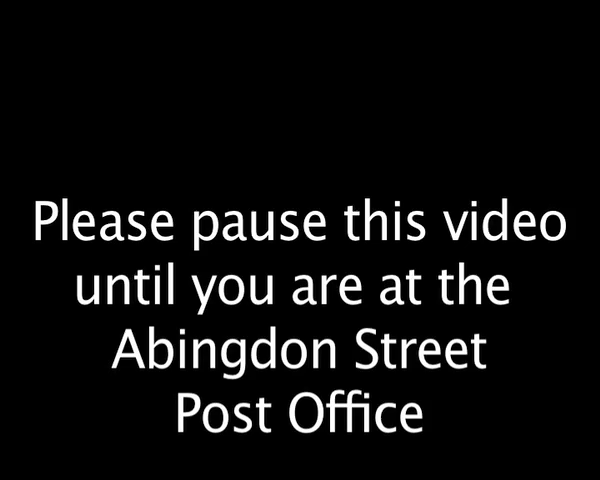 Please pause this video
until you are at the
Abingdon Street
Post Office